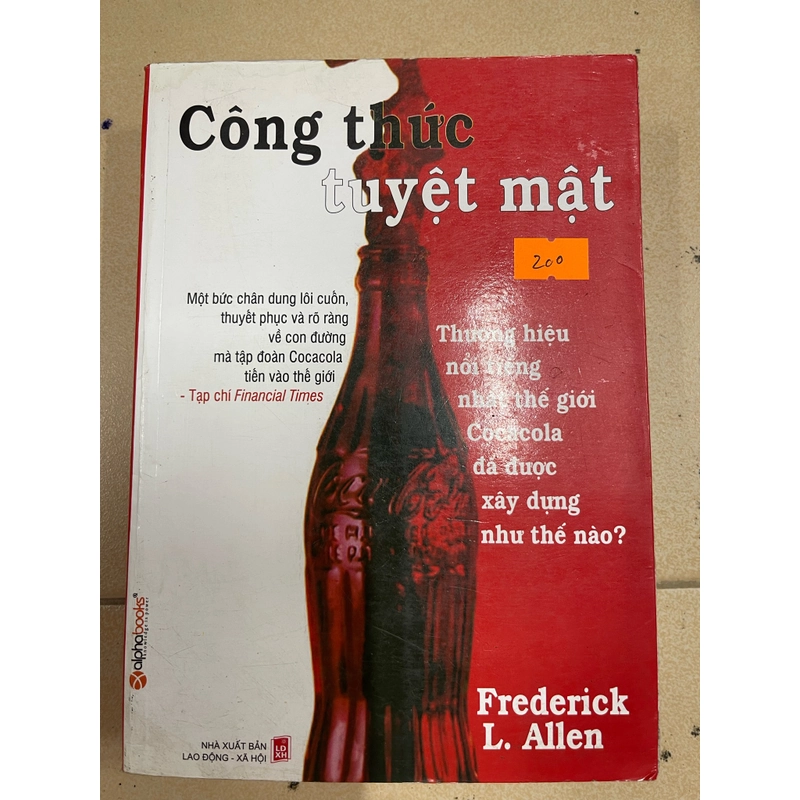 Công thức
tuyệt mật
200
Một bức chân dung lôi cuốn,
thuyết phục và rõ ràng
về con đường
mà tập đoàn Cocacola
tiến vào thế giới
- Tạp chí Financial Times
Thương hiệu
nổi tiếng
nhất thế giới
Cocacola
đã được
xây dựng
như thế nào?
alphabooks®
knowledge is power
Frederick
L. Allen
NHÀ XUẤT BẢN
LAO ĐỘNG - XÃ HỘI
LĐ
XH